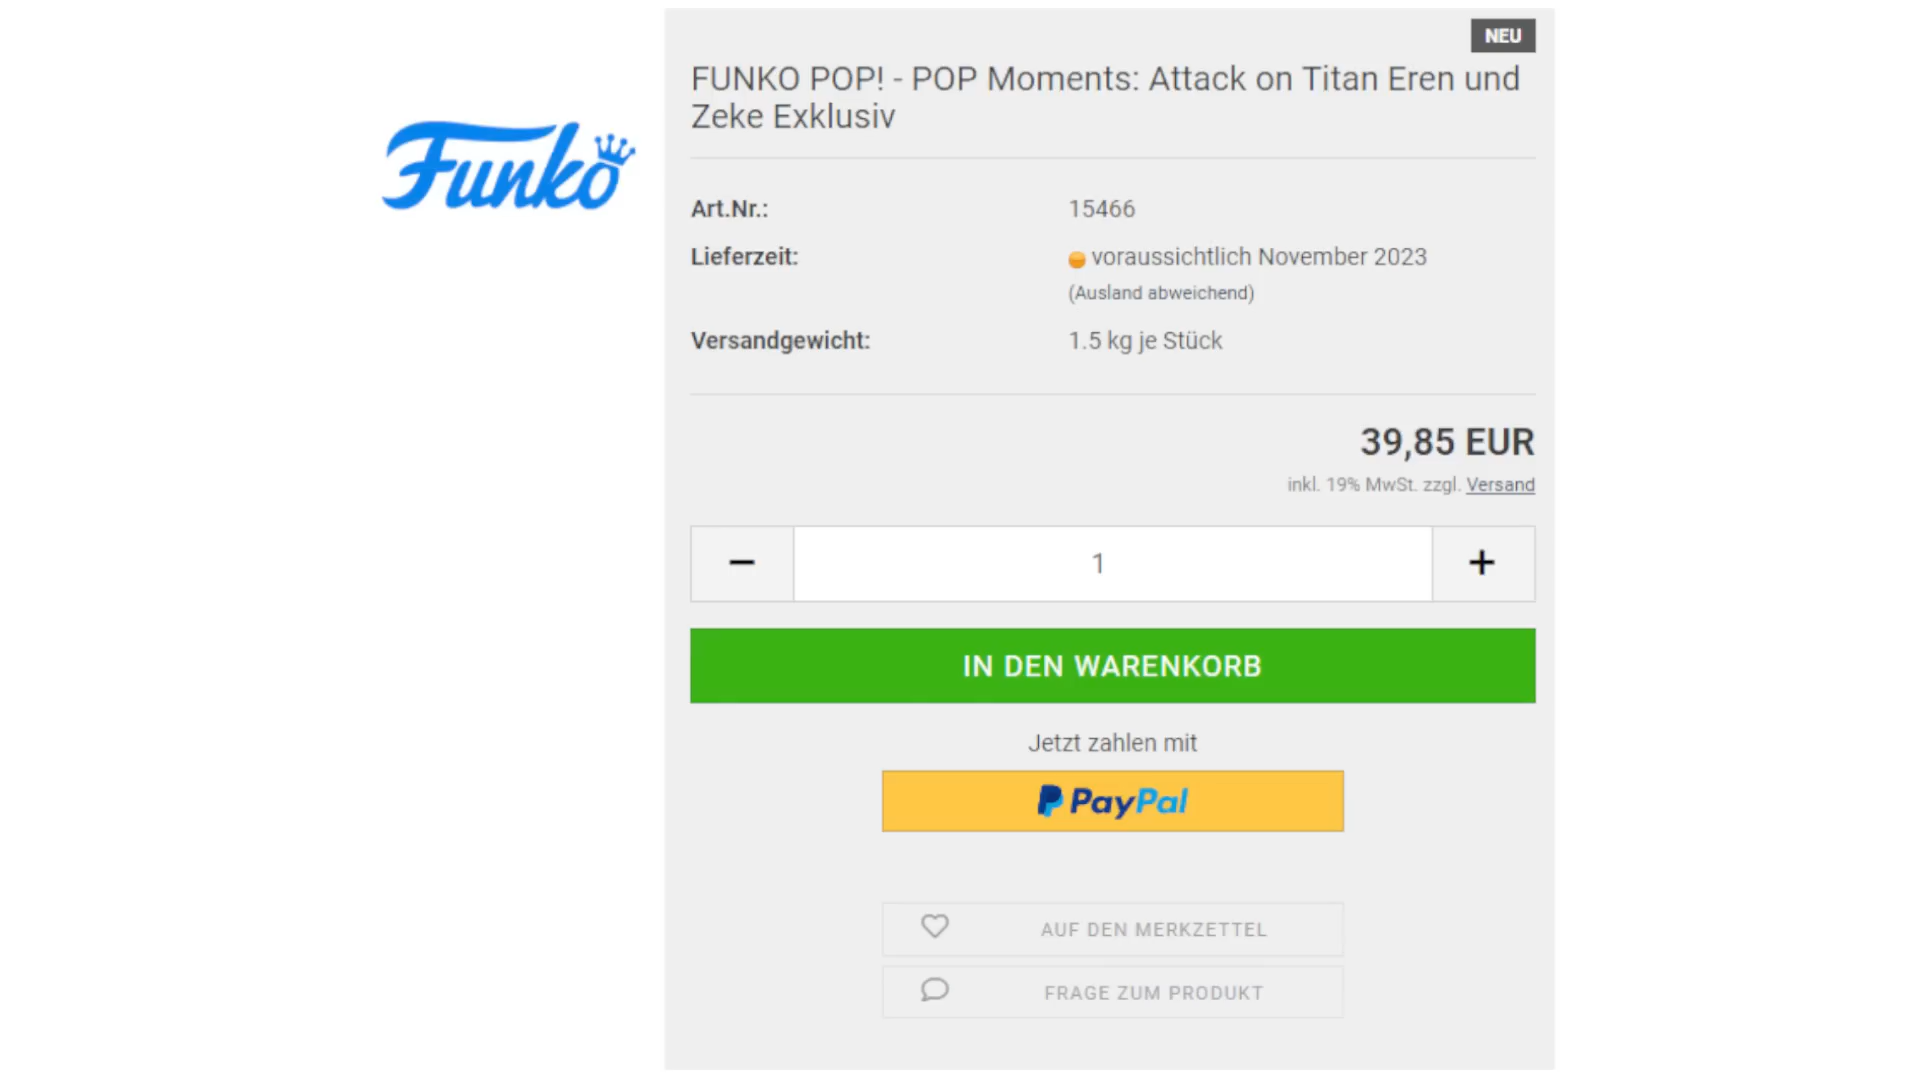 NEU
FUNKO POP! - POP Moments: Attack on Titan Eren und
Zeke Exklusiv
Funko
Art.Nr.: 15466
Lieferzeit: voraussichtlich November 2023
(Ausland abweichend)
Versandgewicht: 1.5 kg je Stück
39,85 EUR
inkl. 19% MwSt. zzgl. Versand
− 1 +
IN DEN WARENKORB
Jetzt zahlen mit
PayPal
AUF DEN MERKZETTEL
FRAGE ZUM PRODUKT